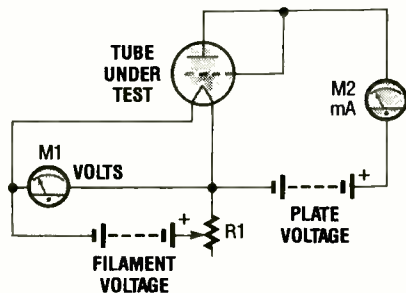 TUBE
UNDER
TEST
M2
mA
M1
VOLTS
+
+
R1
PLATE
VOLTAGE
FILAMENT
VOLTAGE